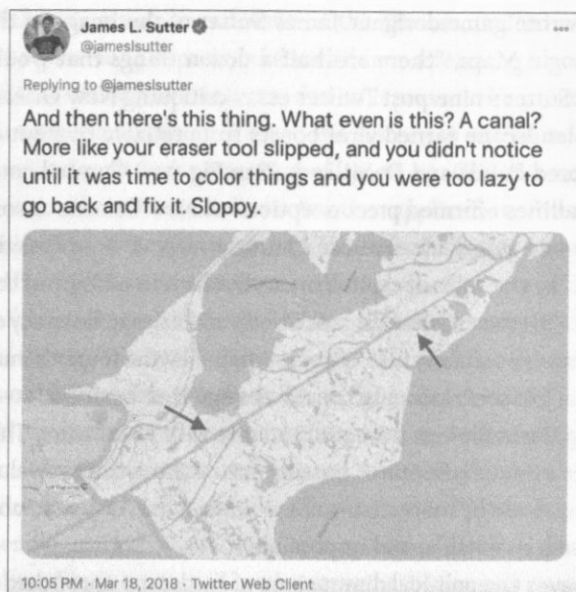 James L. Sutter
@jameslsutter
Replying to @jameslsutter
And then there's this thing. What even is this? A canal?
More like your eraser tool slipped, and you didn't notice
until it was time to color things and you were too lazy to
go back and fix it. Sloppy.
10:05 PM · Mar 18, 2018 · Twitter Web Client